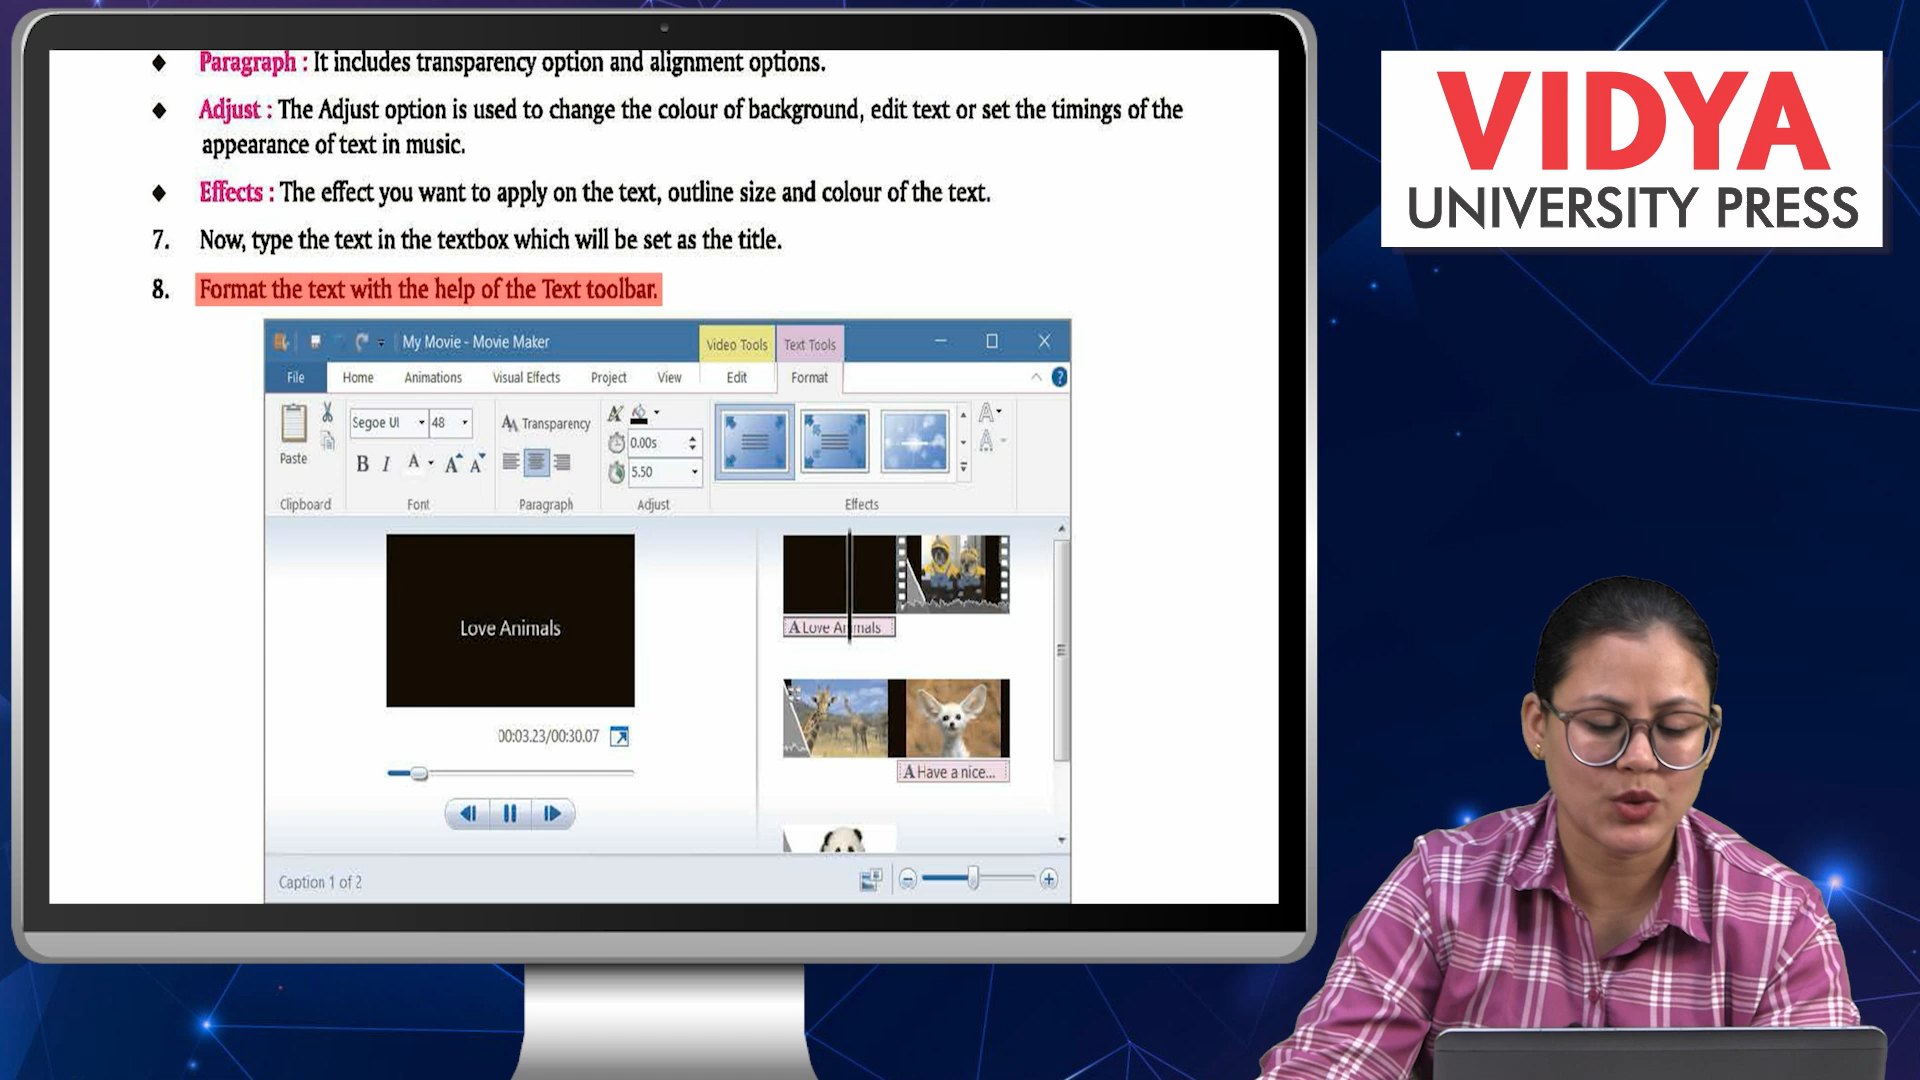 Paragraph : It includes transparency option and alignment options.
Adjust : The Adjust option is used to change the colour of background, edit text or set the timings of the
appearance of text in music.
Effects : The effect you want to apply on the text, outline size and colour of the text.
7. Now, type the text in the textbox which will be set as the title.
8. Format the text with the help of the Text toolbar.
My Movie - Movie Maker
Video Tools
Text Tools
File
Home
Animations
Visual Effects
Project
View
Edit
Format
Paste
Segoe UI
48
Transparency
0.00s
5.50
B I A A A
Clipboard
Font
Paragraph
Adjust
Effects
Love Animals
A Love Animals
00:03.23/00:30.07
A Have a nice...
Caption 1 of 2
VIDYA
UNIVERSITY PRESS